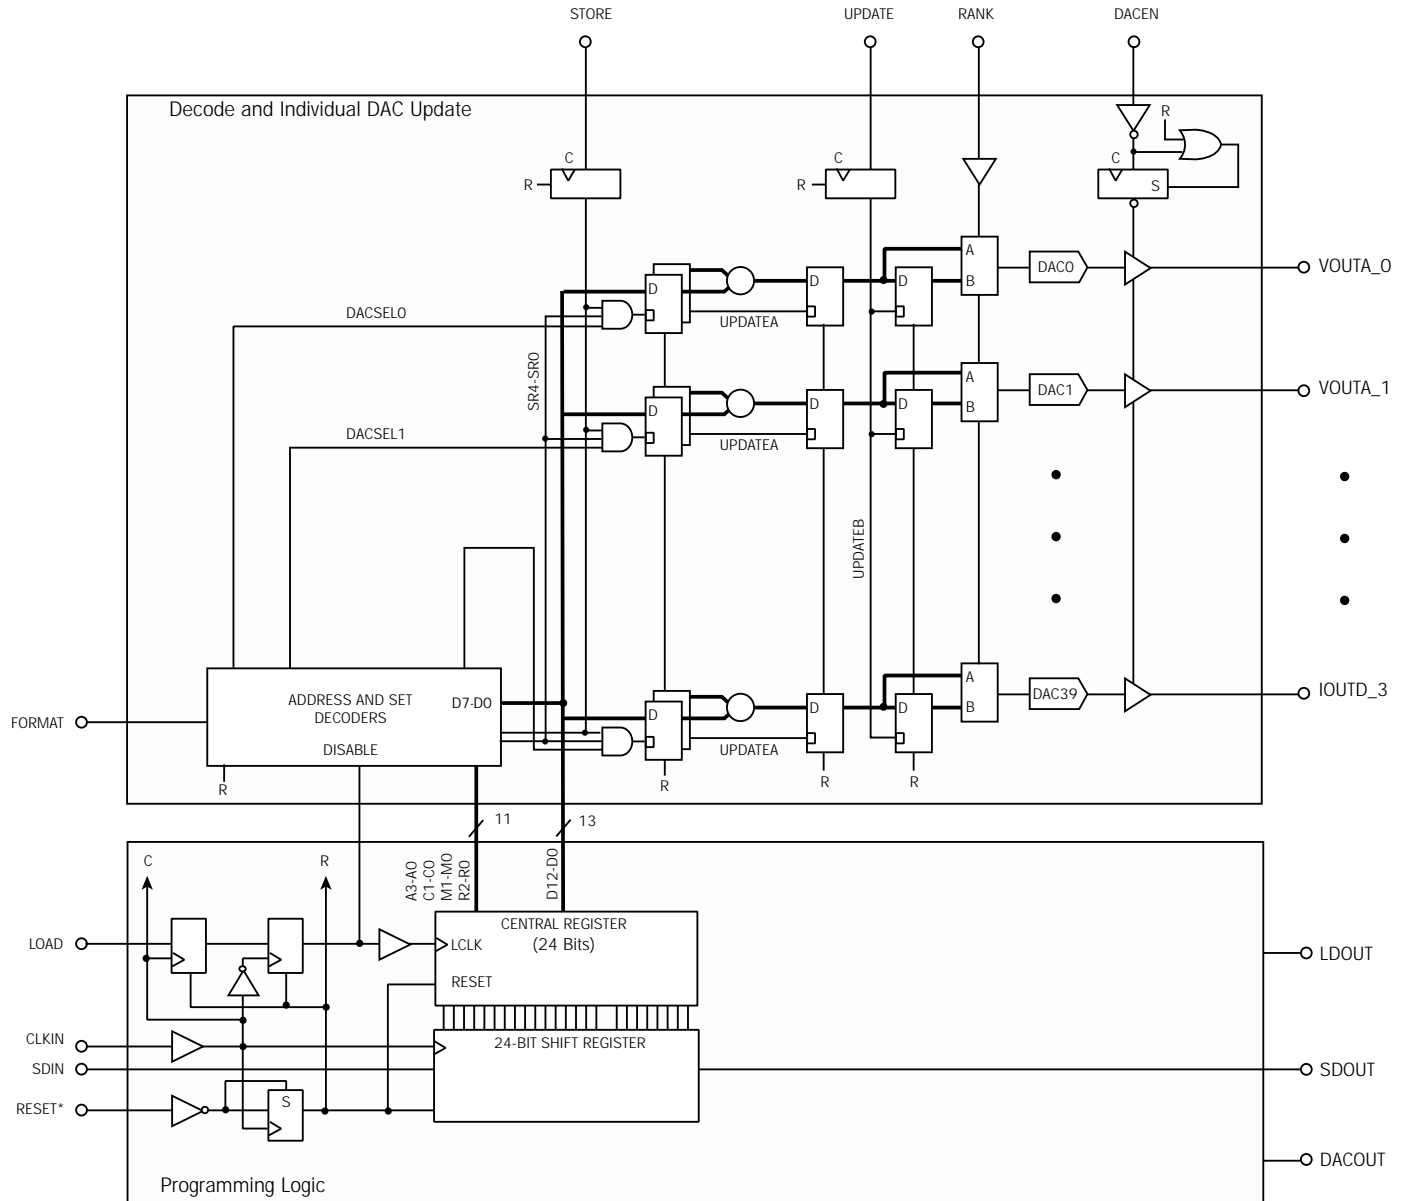 STORE
UPDATE
RANK
DACEN
Decode and Individual DAC Update
R
C
R
C
R
C
S
A
B
D
D
D
DAC0
VOUTA_0
DACSEL0
UPDATEA
SR4-SR0
A
B
D
D
D
DAC1
VOUTA_1
DACSEL1
UPDATEA
UPDATEB
ADDRESS AND SET
DECODERS
D7-D0
DISABLE
FORMAT
R
A
B
D
D
D
DAC39
IOUTD_3
UPDATEA
R
R
R
11
13
A3-A0
C1-C0
M1-M0
R2-R0
D12-D0
C
R
LOAD
CENTRAL REGISTER
(24 Bits)
LCLK
RESET
LDOUT
CLKIN
24-BIT SHIFT REGISTER
SDIN
SDOUT
RESET*
S
DACOUT
Programming Logic